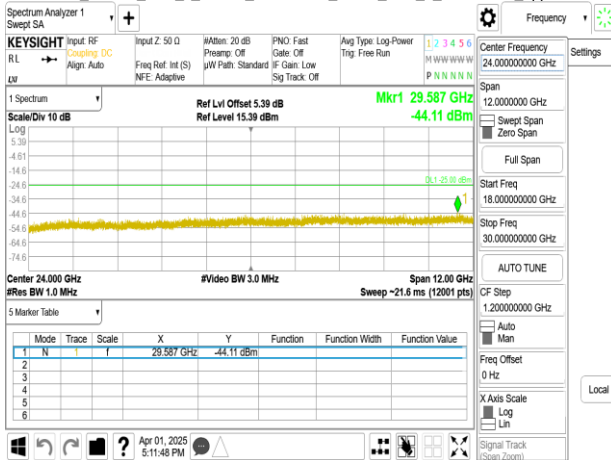 Spectrum Analyzer 1
Swept SA
Frequency
KEYSIGHT
RL
Input: RF
Coupling: DC
Align: Auto
Input Z: 50 Ω
Freq Ref: Int (S)
NFE: Adaptive
#Atten: 20 dB
Preamp: Off
µW Path: Standard
PNO: Fast
Gate: Off
IF Gain: Low
Sig Track: Off
Avg Type: Log-Power
Trig: Free Run
1 2 3 4 5 6
M W W W W W
P N N N N N
1 Spectrum
Scale/Div 10 dB
Ref Lvl Offset 5.39 dB
Ref Level 15.39 dBm
Mkr1 29.587 GHz
-44.11 dBm
Log
5.39
-4.61
-14.6
-24.6
-34.6
-44.6
-54.6
-64.6
-74.6
DL1 -25.00 dBm
1
Center 24.000 GHz
#Res BW 1.0 MHz
#Video BW 3.0 MHz
Span 12.00 GHz
Sweep ~21.6 ms (12001 pts)
5 Marker Table
Mode Trace Scale X Y Function Function Width Function Value
1 N 1 f 29.587 GHz -44.11 dBm
2
3
4
5
6
Apr 01, 2025
5:11:48 PM
Center Frequency
24.000000000 GHz
Span
12.0000000 GHz
Swept Span
Zero Span
Full Span
Start Freq
18.000000000 GHz
Stop Freq
30.000000000 GHz
AUTO TUNE
CF Step
1.200000000 GHz
Auto
Man
Freq Offset
0 Hz
X Axis Scale
Log
Lin
Signal Track
(Span Zoom)
Settings
Local